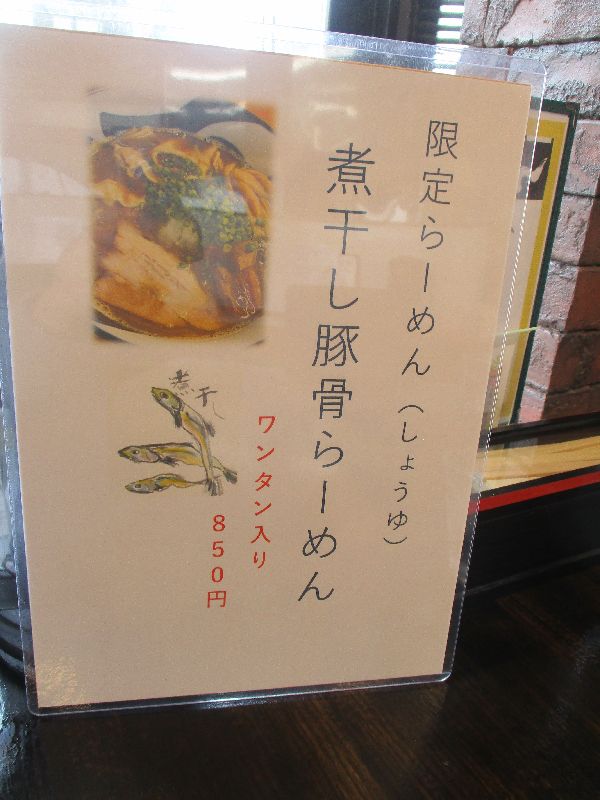 限定らーめん（しょうゆ）
煮干し豚骨らーめん
ワンタン入り
850円
煮干し